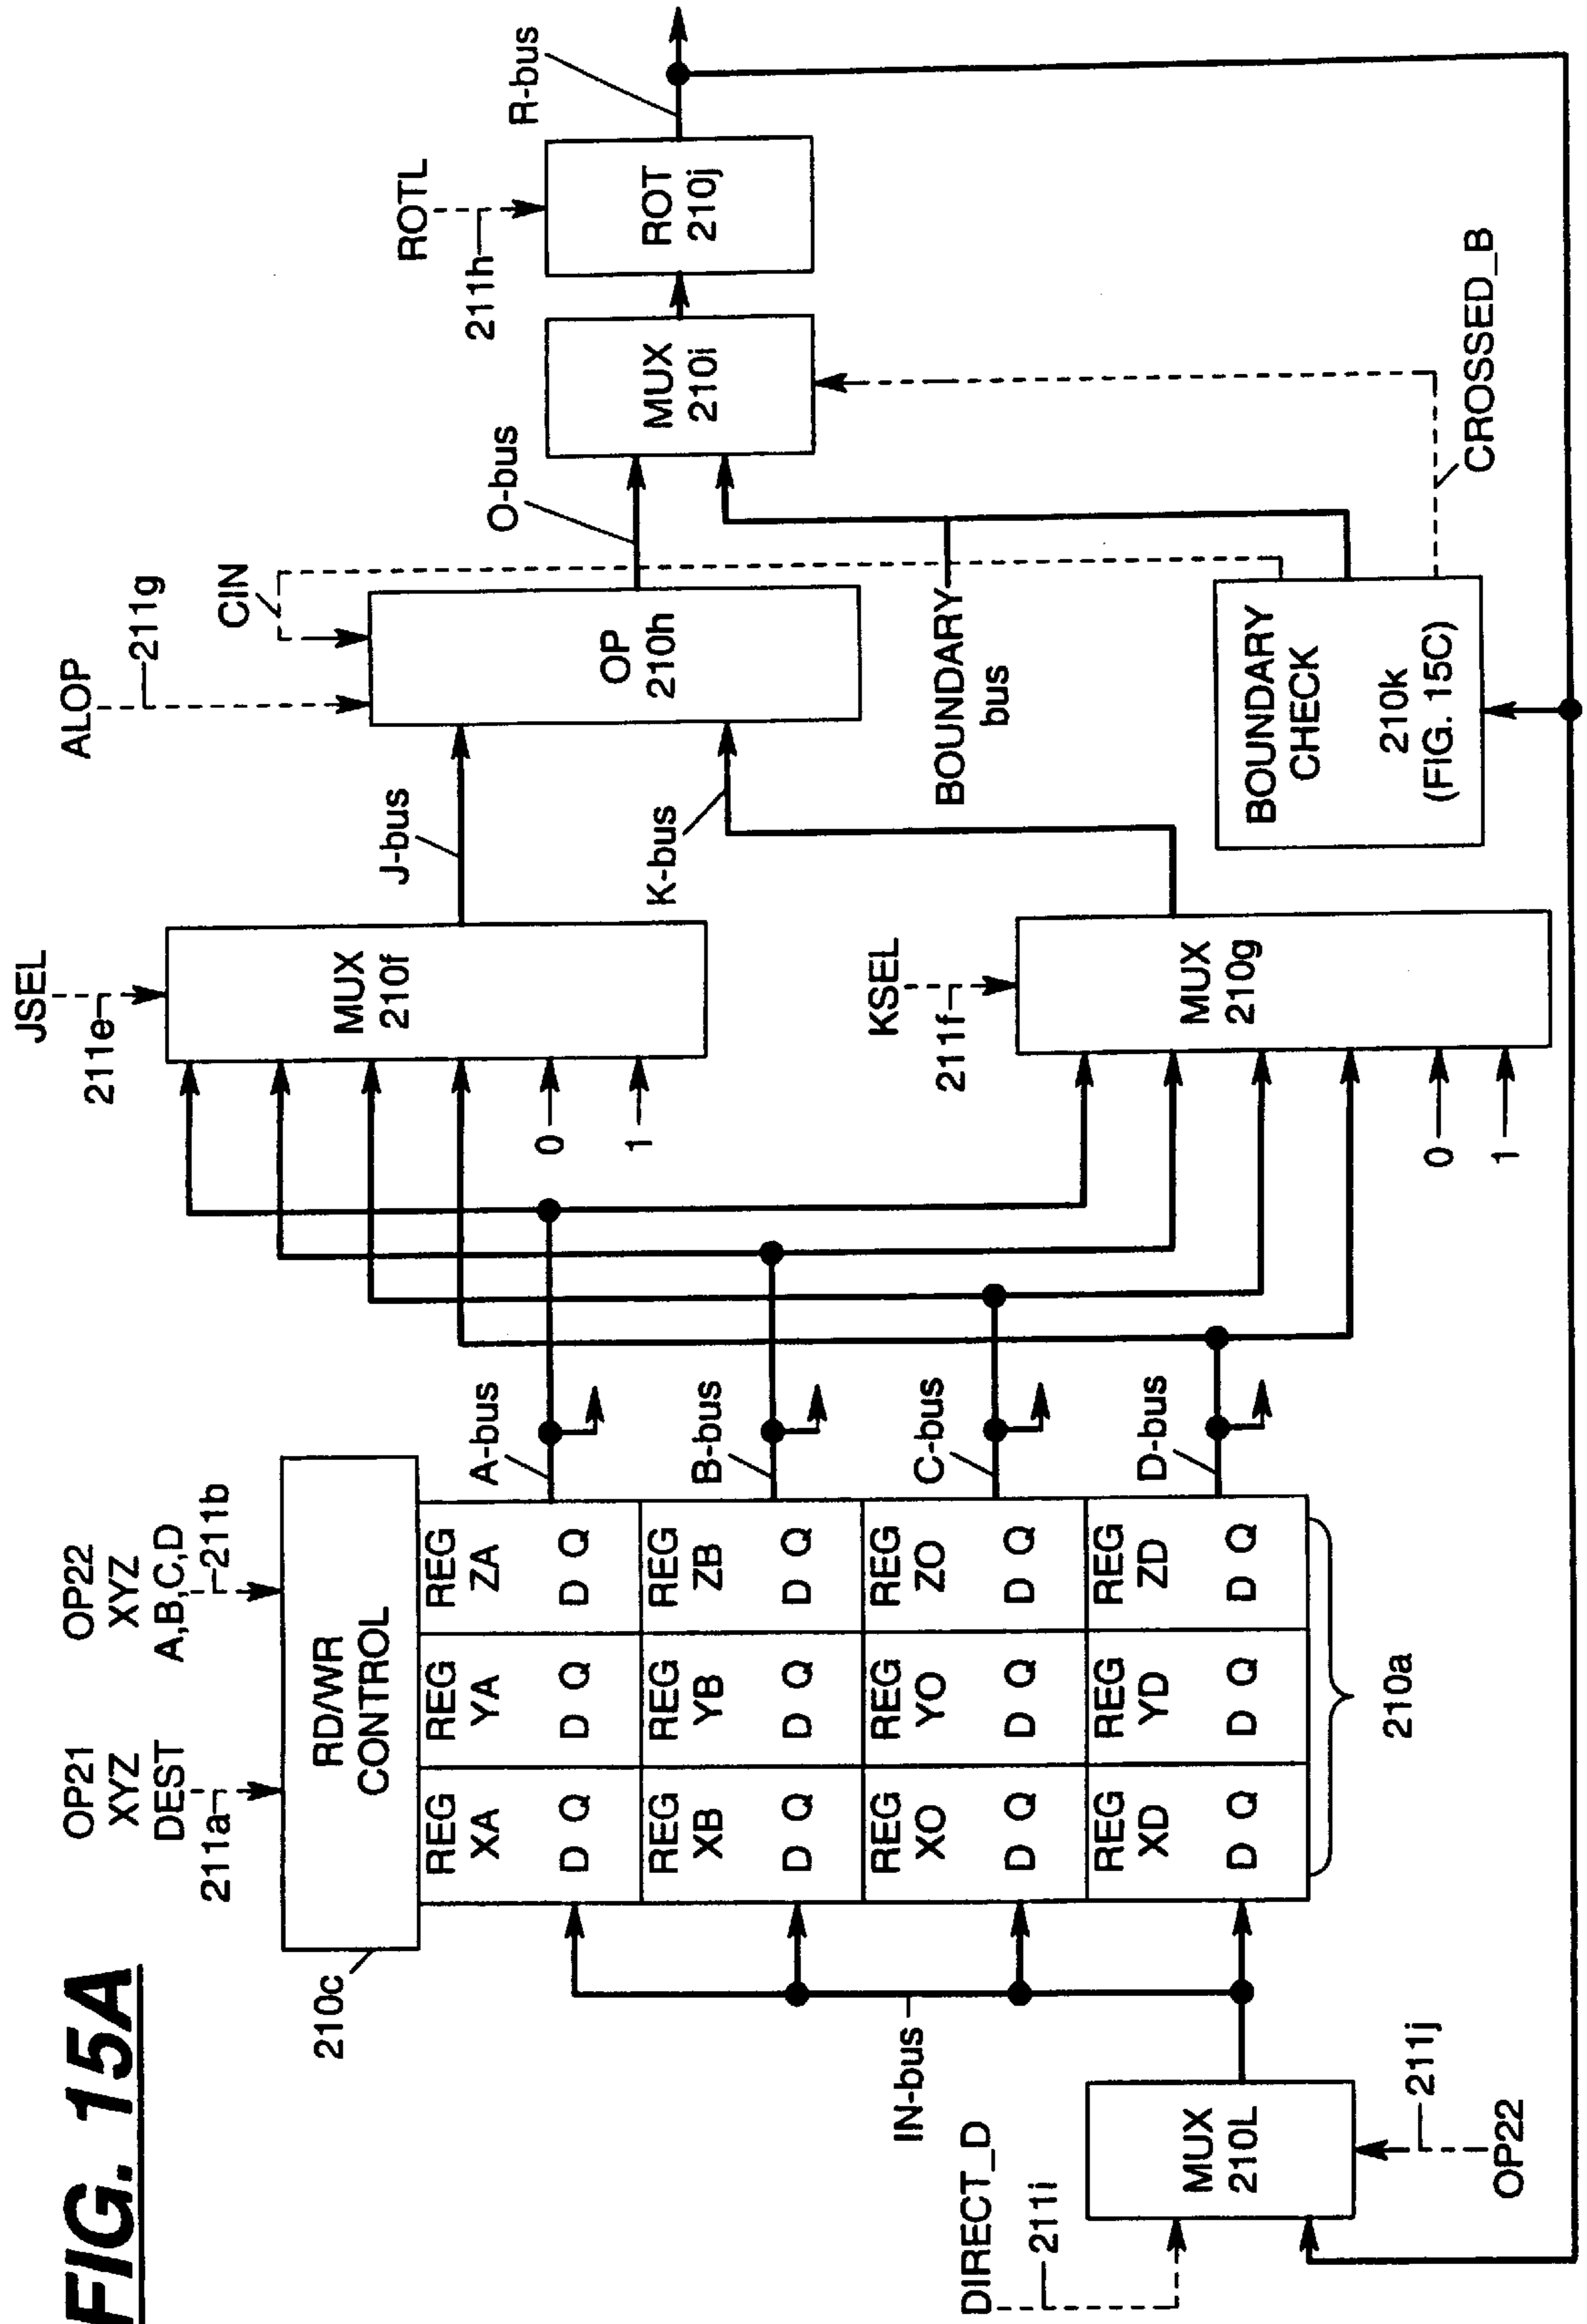 FIG. 15A
OP21
XYZ
DEST
211a
OP22
XYZ
A,B,C,D
211b
210c
RD/WR
CONTROL
REG
XA
D Q
REG
YA
D Q
REG
ZA
D Q
REG
XB
D Q
REG
YB
D Q
REG
ZB
D Q
REG
XO
D Q
REG
YO
D Q
REG
ZO
D Q
REG
XD
D Q
REG
YD
D Q
REG
ZD
D Q
210a
IN-bus
DIRECT_D
211i
MUX
210L
211j
OP22
A-bus
B-bus
C-bus
D-bus
JSEL
211e
MUX
210f
0
1
KSEL
211f
MUX
210g
0
1
J-bus
K-bus
ALOP
211g
CIN
OP
210h
O-bus
BOUNDARY
bus
BOUNDARY
CHECK
210k
(FIG. 15C)
CROSSED_B
MUX
210i
ROTL
211h
ROT
210j
R-bus